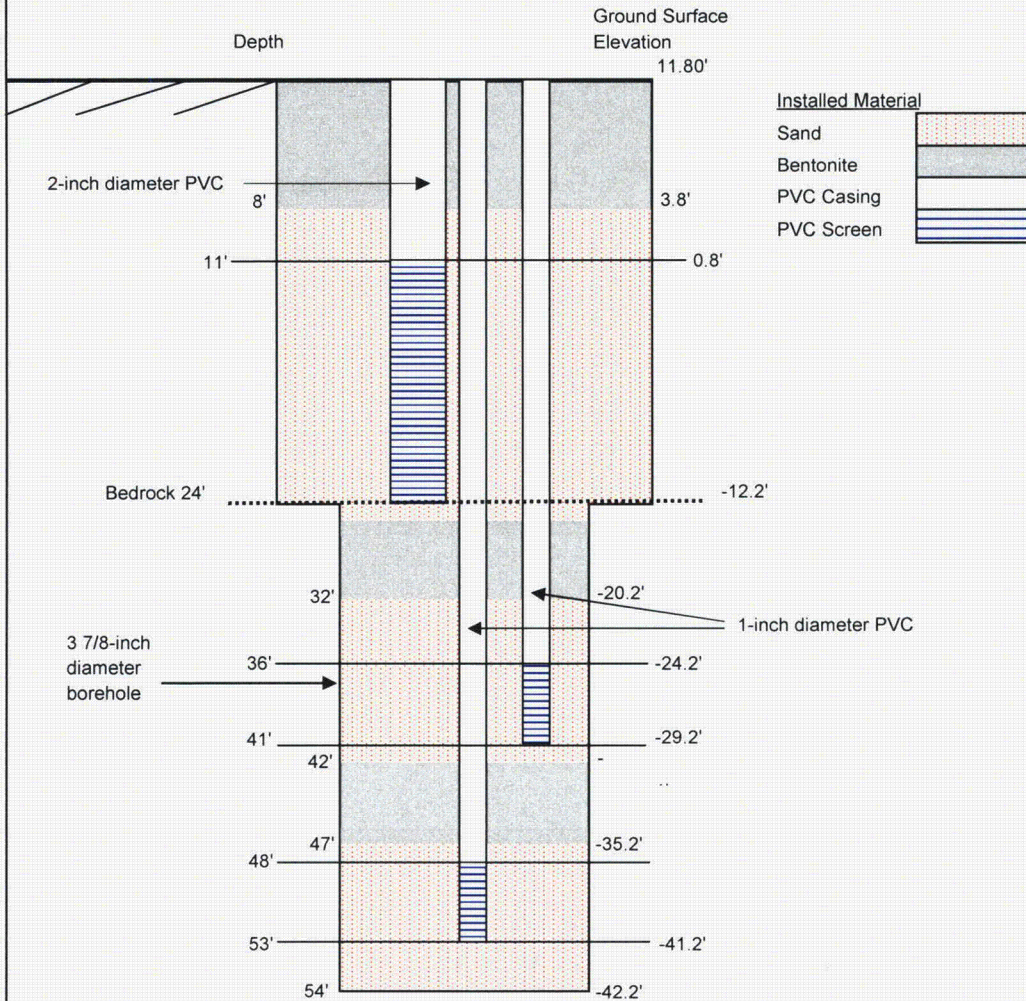 Ground Surface
Depth
Elevation
11.80'
Installed Material
Sand
Bentonite
PVC Casing
PVC Screen
2-inch diameter PVC
8'
3.8'
11'
0.8'
Bedrock 24'
-12.2'
32'
-20.2'
1-inch diameter PVC
3 7/8-inch
diameter
borehole
36'
-24.2'
41'
-29.2'
42'
-
47'
-35.2'
48'
53'
-41.2'
54'
-42.2'